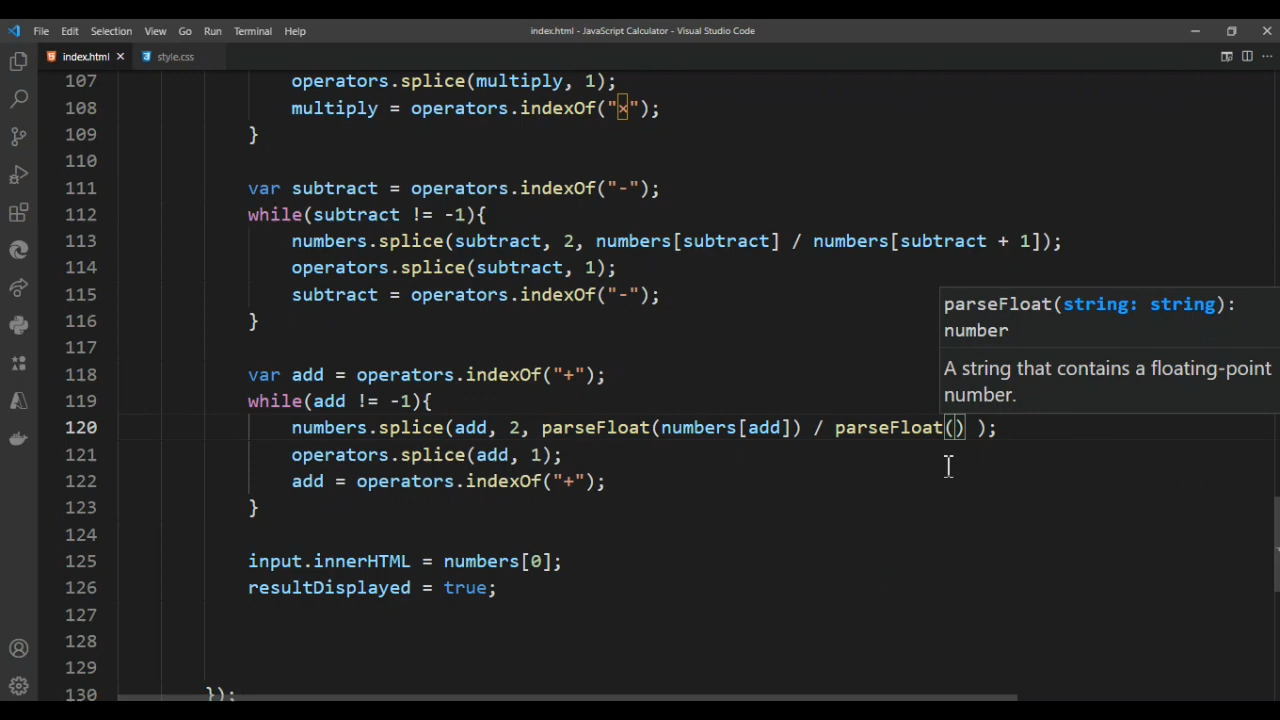 File Edit Selection View Go Run Terminal Help index.html - JavaScript Calculator - Visual Studio Code
index.html style.css
107 operators.splice(multiply, 1);
108 multiply = operators.indexOf("x");
109 }
110
111 var subtract = operators.indexOf("-");
112 while(subtract != -1){
113 numbers.splice(subtract, 2, numbers[subtract] / numbers[subtract + 1]);
114 operators.splice(subtract, 1);
115 subtract = operators.indexOf("-");
116 }
117
118 var add = operators.indexOf("+");
119 while(add != -1){
120 numbers.splice(add, 2, parseFloat(numbers[add]) / parseFloat() );
121 operators.splice(add, 1);
122 add = operators.indexOf("+");
123 }
124
125 input.innerHTML = numbers[0];
126 resultDisplayed = true;
127
128
129
130 });
parseFloat(string: string):
number
A string that contains a floating-point
number.